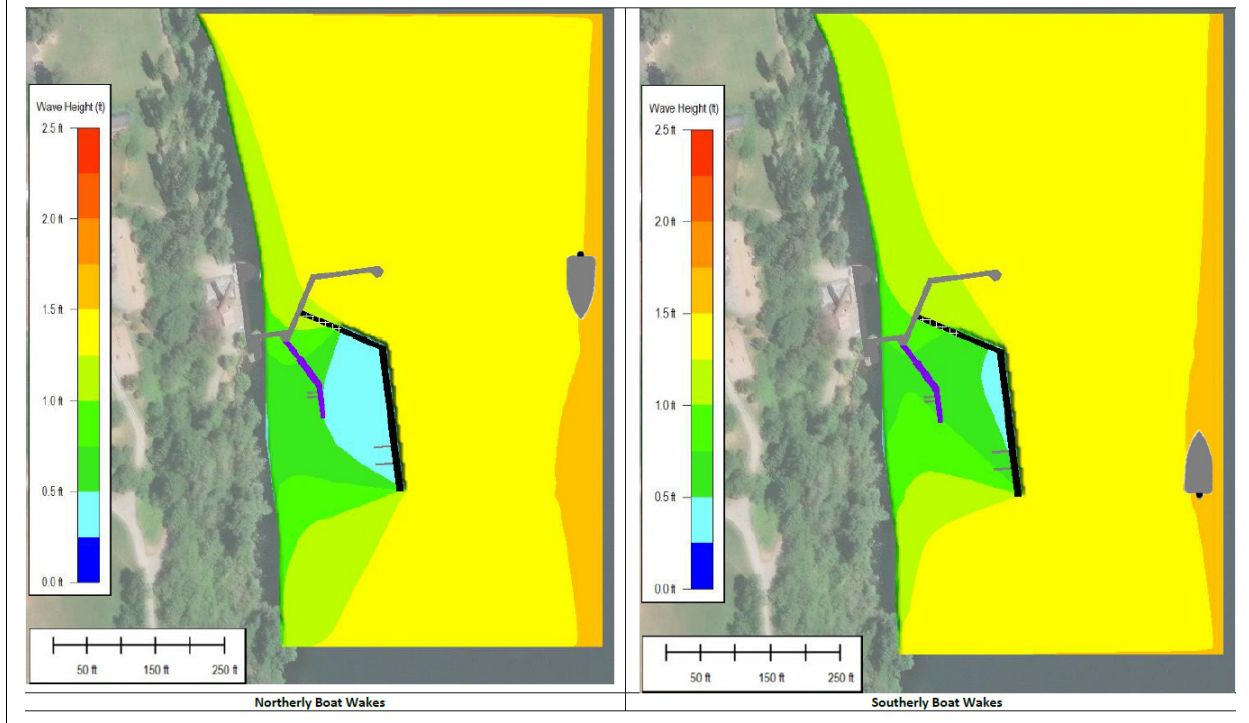 Wave Height (ft)
2.5 ft
2.0 ft
1.5 ft
1.0 ft
0.5 ft
0.0 ft
50 ft 150 ft 250 ft
Northerly Boat Wakes
Wave Height (ft)
2.5 ft
2.0 ft
1.5 ft
1.0 ft
0.5 ft
0.0 ft
50 ft 150 ft 250 ft
Southerly Boat Wakes